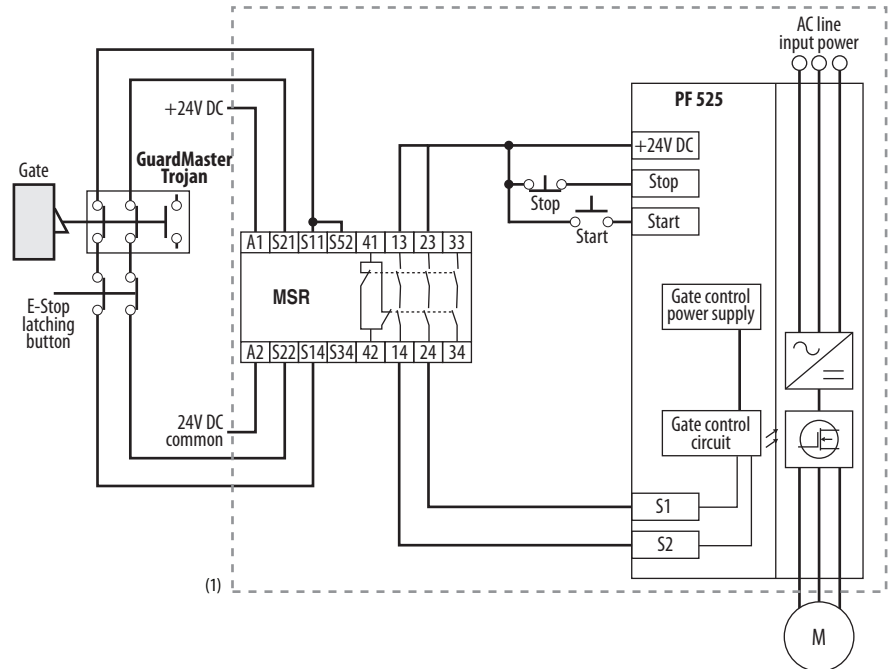 AC line
input power
PF 525
+24V DC
+24V DC
Gate
GuardMaster
Trojan
Stop
Stop
Start
Start
A1 S21 S11 S52 41 13 23 33
MSR
E-Stop
latching
button
Gate control
power supply
A2 S22 S14 S34 42 14 24 34
24V DC
common
Gate control
circuit
S1
S2
(1)
M